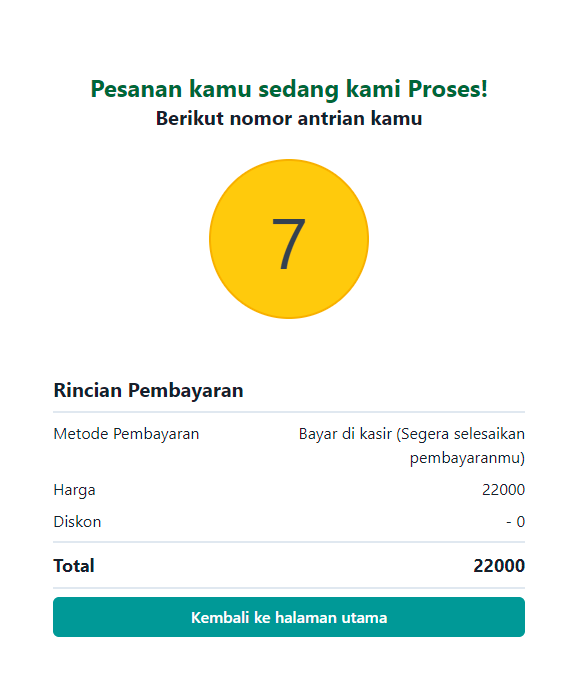 Pesanan kamu sedang kami Proses!
Berikut nomor antrian kamu
7
Rincian Pembayaran
Metode Pembayaran Bayar di kasir (Segera selesaikan
pembayaranmu)
Harga 22000
Diskon - 0
Total 22000
Kembali ke halaman utama